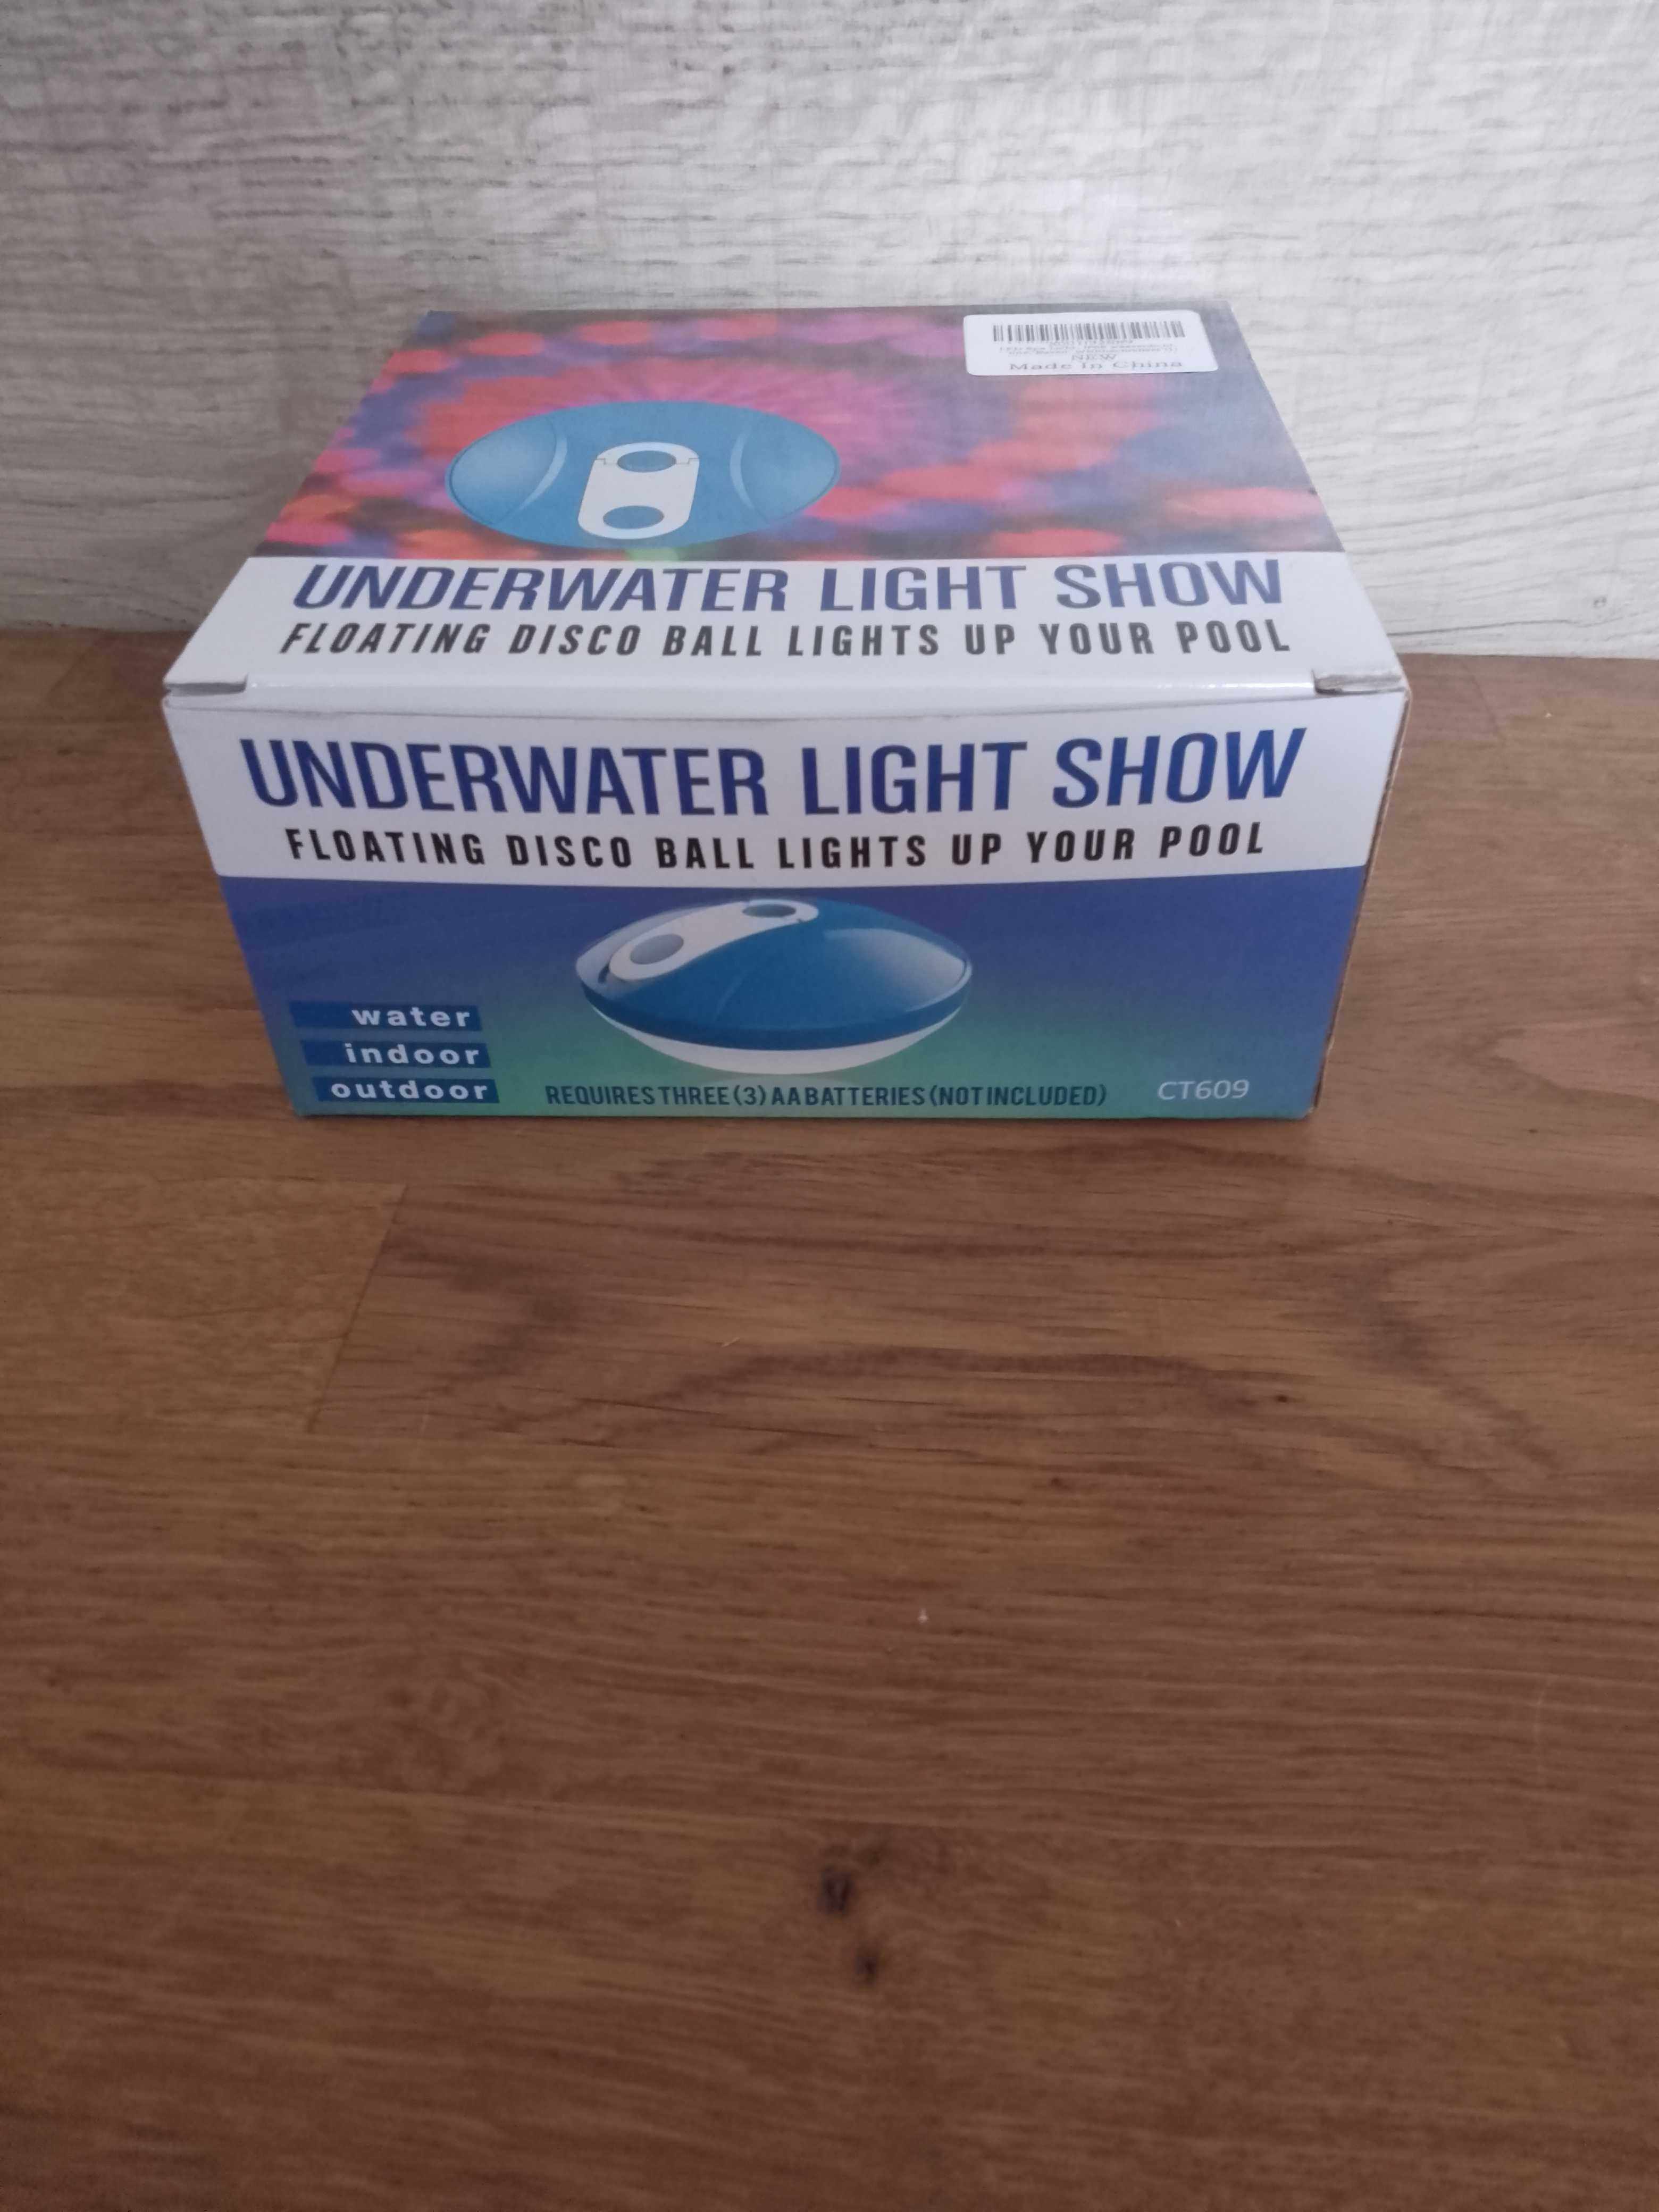 NEW
Made In China
UNDERWATER LIGHT SHOW
FLOATING DISCO BALL LIGHTS UP YOUR POOL
UNDERWATER LIGHT SHOW
FLOATING DISCO BALL LIGHTS UP YOUR POOL
water
indoor
outdoor
REQUIRES THREE (3) AA BATTERIES (NOT INCLUDED)
CT609